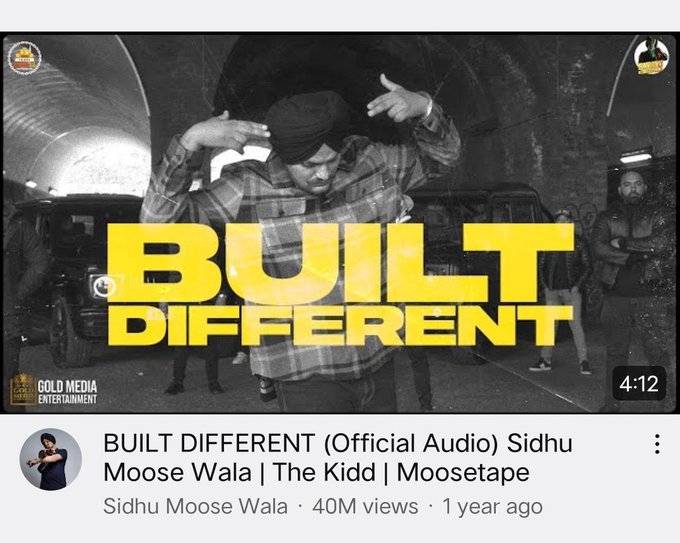 BUILT
DIFFERENT
GOLD MEDIA
ENTERTAINMENT
4:12
BUILT DIFFERENT (Official Audio) Sidhu
Moose Wala | The Kidd | Moosetape
Sidhu Moose Wala · 40M views · 1 year ago